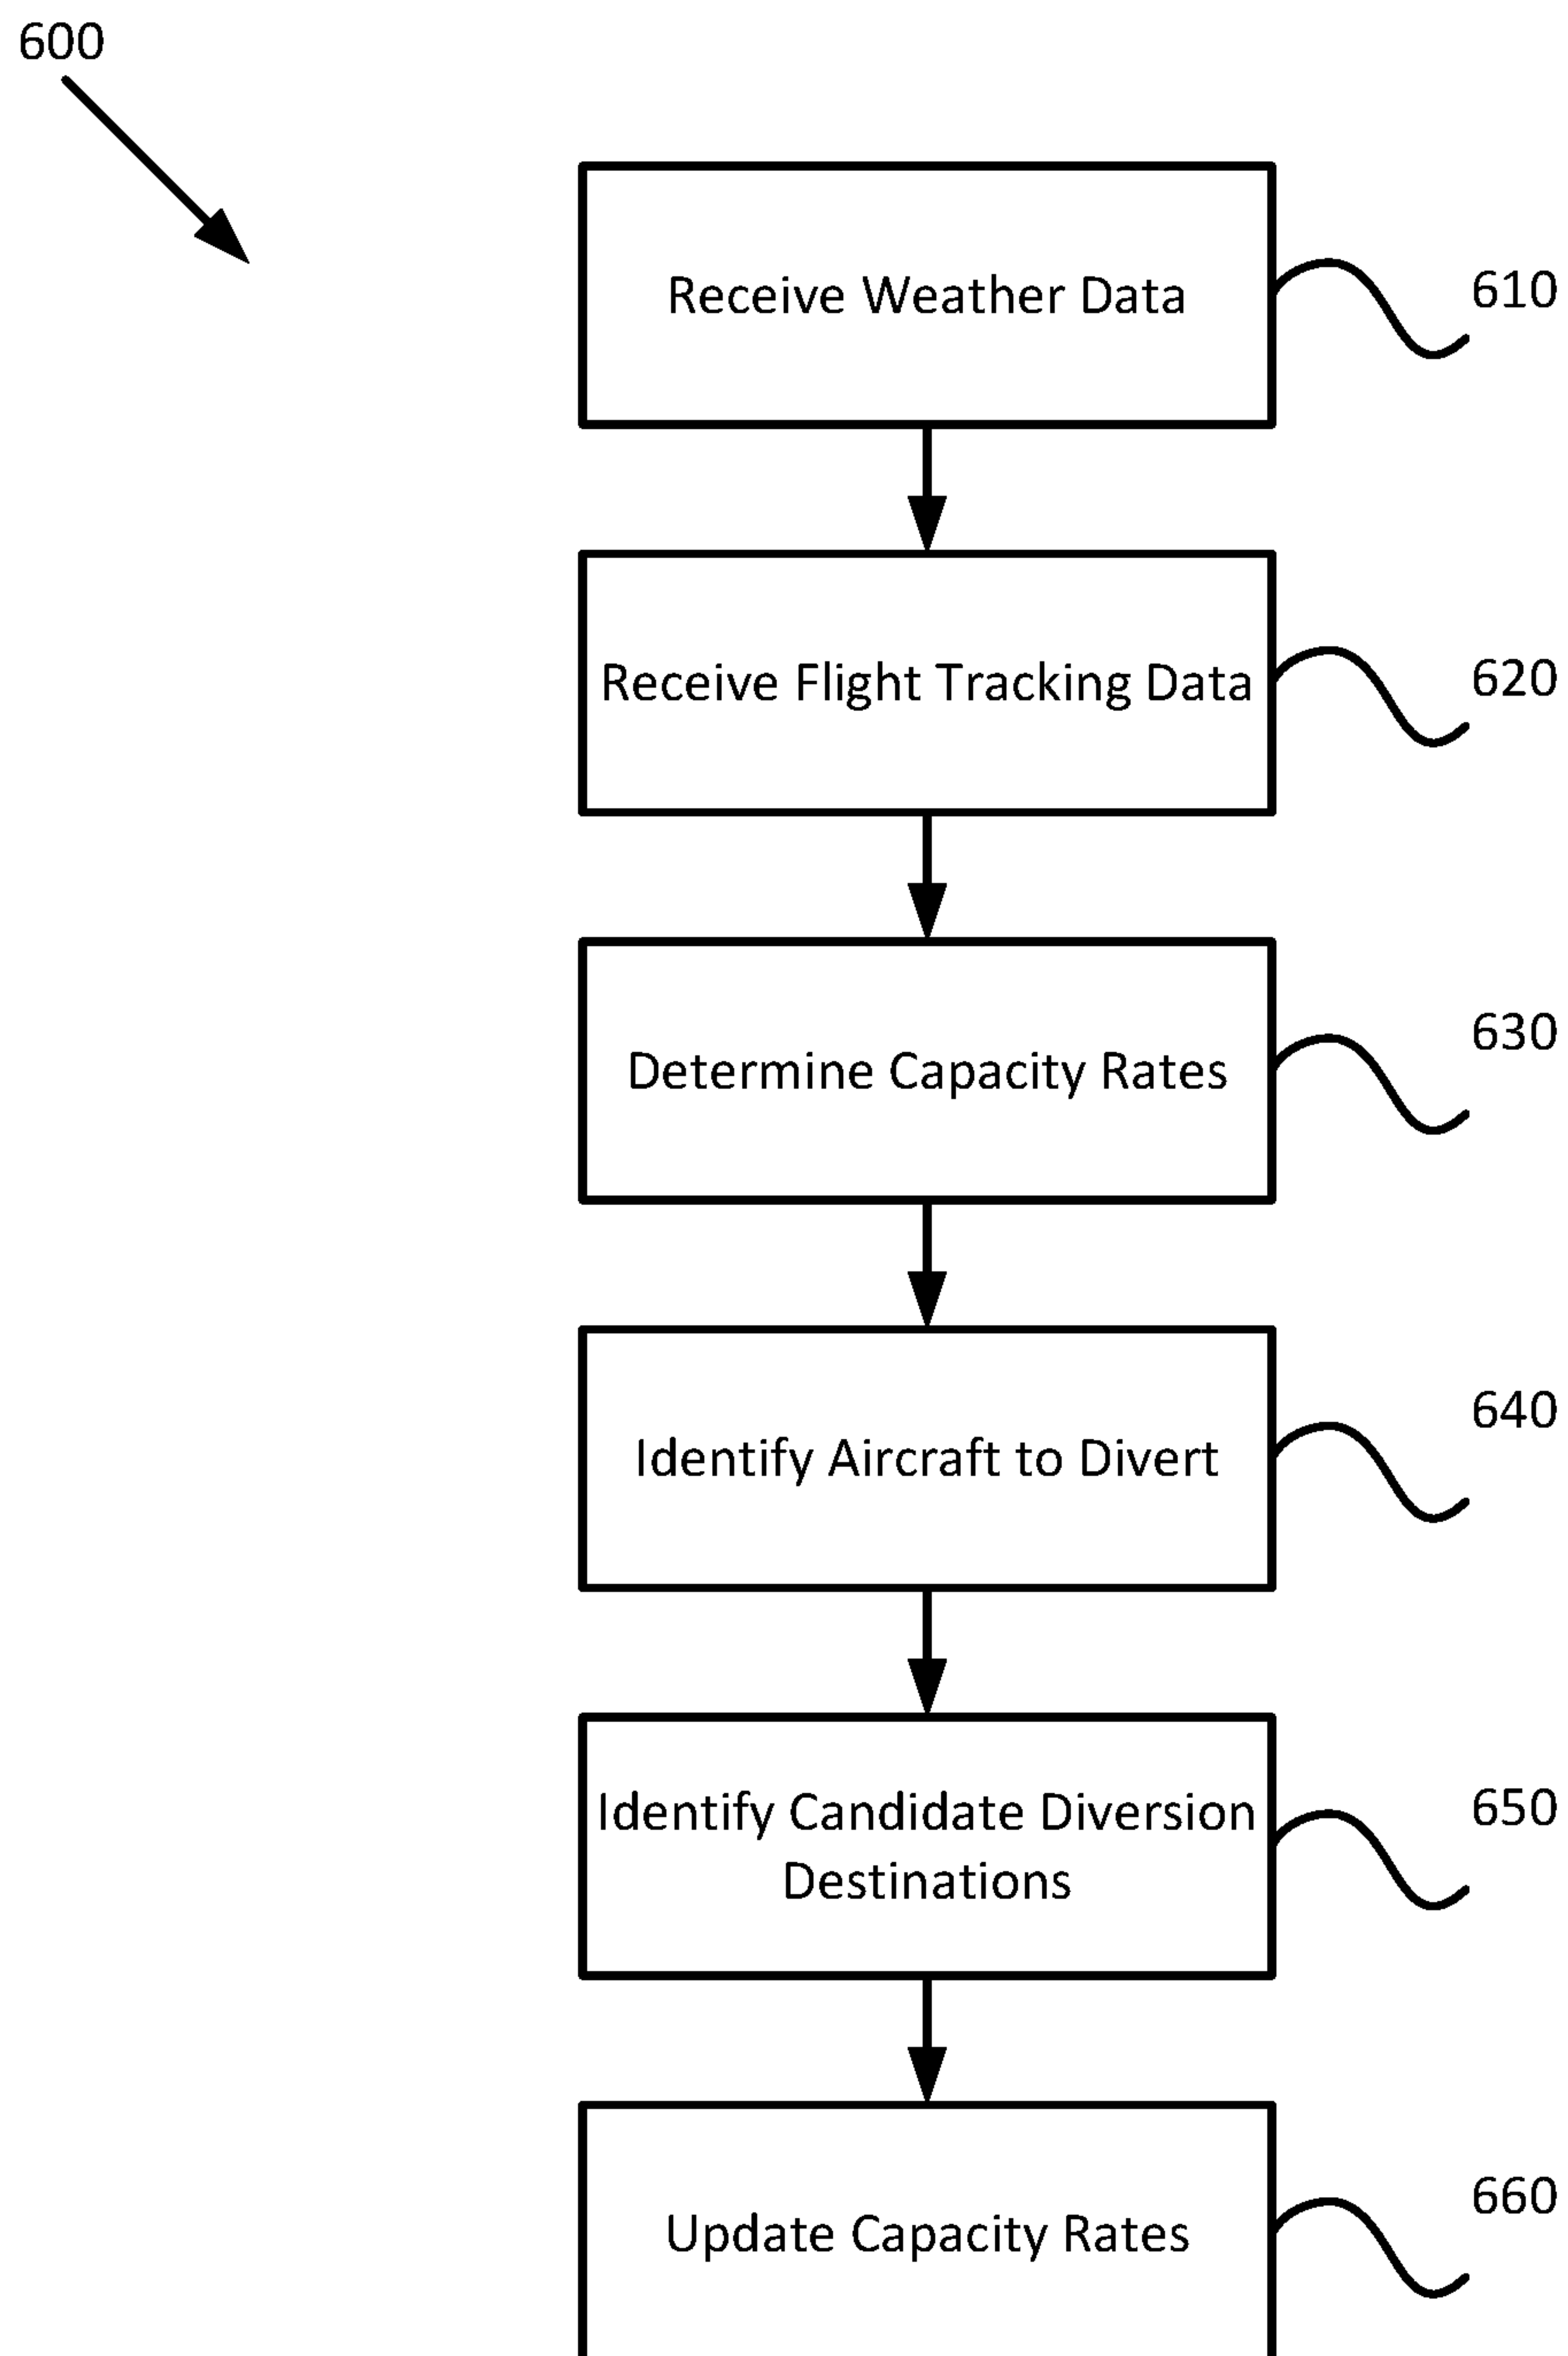 600
Receive Weather Data
610
Receive Flight Tracking Data
620
Determine Capacity Rates
630
Identify Aircraft to Divert
640
Identify Candidate Diversion
Destinations
650
Update Capacity Rates
660